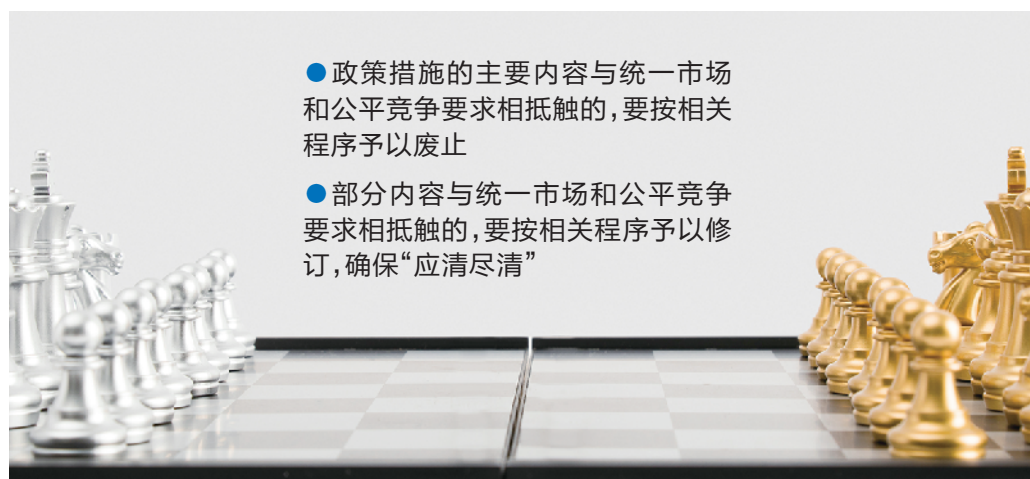 ●政策措施的主要内容与统一市场
和公平竞争要求相抵触的,要按相关
程序予以废止
●部分内容与统一市场和公平竞争
要求相抵触的,要按相关程序予以修
订,确保“应清尽清”